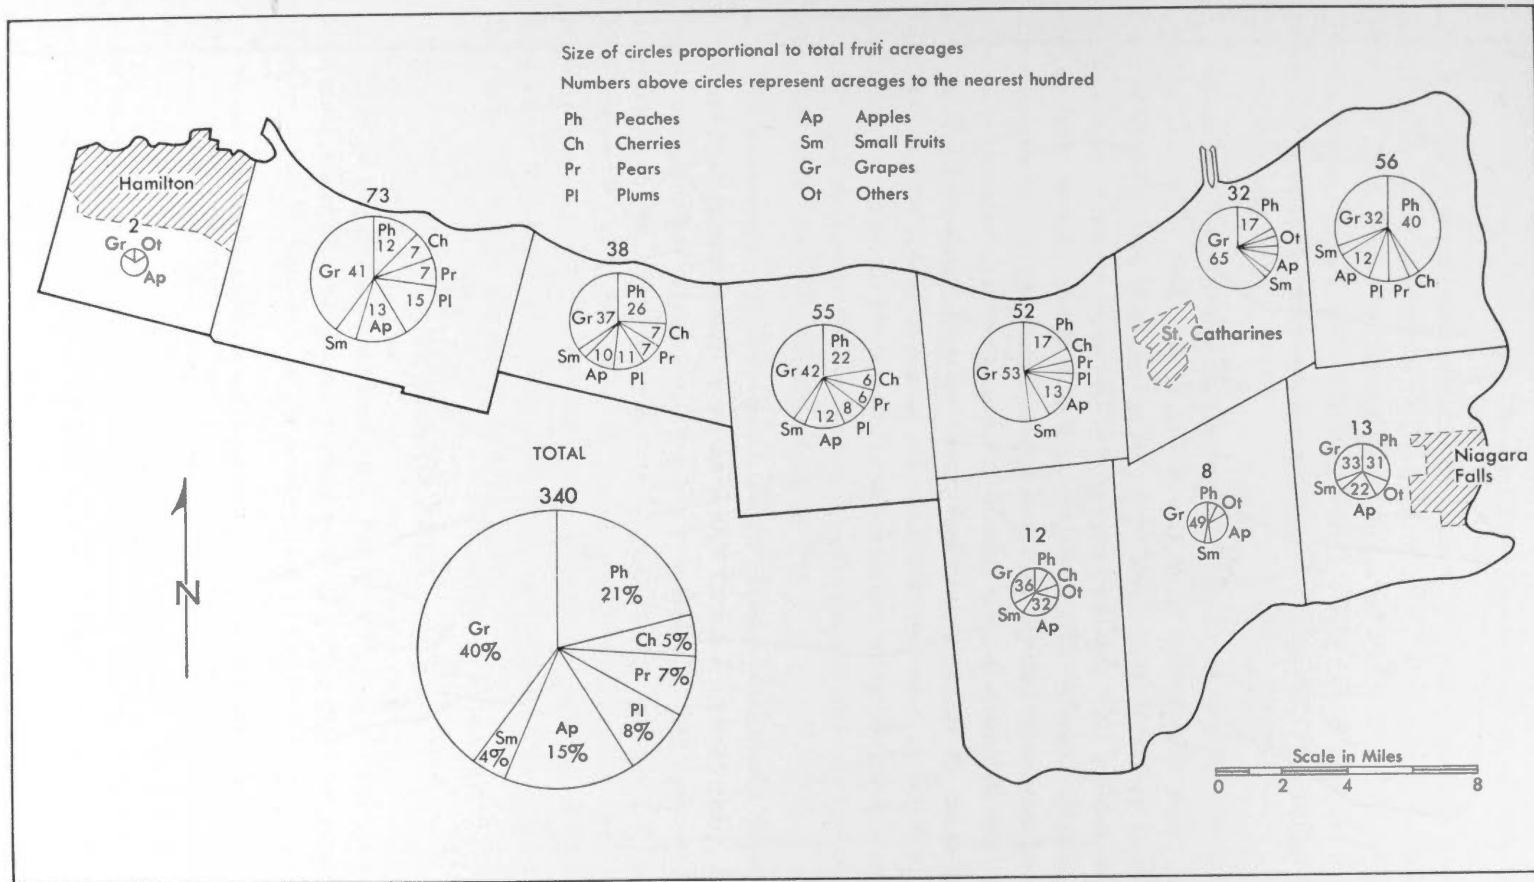 Size of circles proportional to total fruit acreages
Numbers above circles represent acreages to the nearest hundred
Ph Peaches Ap Apples
Ch Cherries Sm Small Fruits
Pr Pears Gr Grapes
Pl Plums Ot Others
Hamilton
2
Gr Ot
Ap
73
Ph
12 Ch
7
Gr 41 7 Pr
15 Pl
13
Ap
Sm
38
Ph
26
Gr 37
7 Ch
7 Pr
Sm 10 11
Ap Pl
55
Ph
22
Gr 42
6 Ch
6 Pr
8 Pl
12
Sm Ap
52
Ph
17 Ch
Pr
Gr 53 Pl
13 Ap
Sm
32
Ph
17
Gr Ot
65 Ap
Sm
St. Catharines
56
Ph
Gr 32 40
Sm
12
Ap Pl Pr Ch
13
Gr Ph
33 31
Sm 22 Ot
Ap
Niagara
Falls
8
Ph Ot
Gr 49 Ap
Sm
12
Ph
Gr Ch
36 Ot
32
Sm Ap
TOTAL
340
Ph
21%
Gr
40%
Ch 5%
Pr 7%
Pl
8%
Ap
15%
Sm
4%
N
Scale in Miles
0 2 4 8